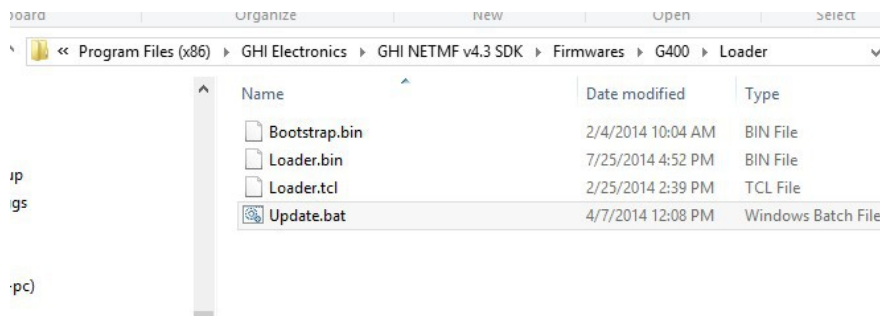 Organize New Open Select
« Program Files (x86) ▸ GHI Electronics ▸ GHI NETMF v4.3 SDK ▸ Firmwares ▸ G400 ▸ Loader
Name Date modified Type
Bootstrap.bin 2/4/2014 10:04 AM BIN File
Loader.bin 7/25/2014 4:52 PM BIN File
Loader.tcl 2/25/2014 2:39 PM TCL File
Update.bat 4/7/2014 12:08 PM Windows Batch File
-pc)